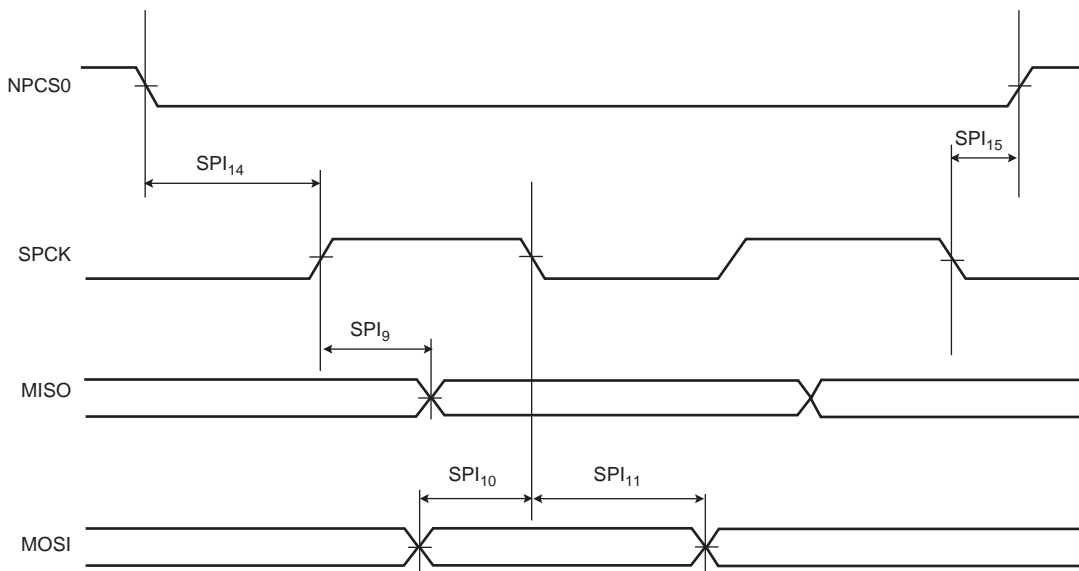 NPCS0
SPI₁₄
SPI₁₅
SPCK
SPI₉
MISO
SPI₁₀
SPI₁₁
MOSI